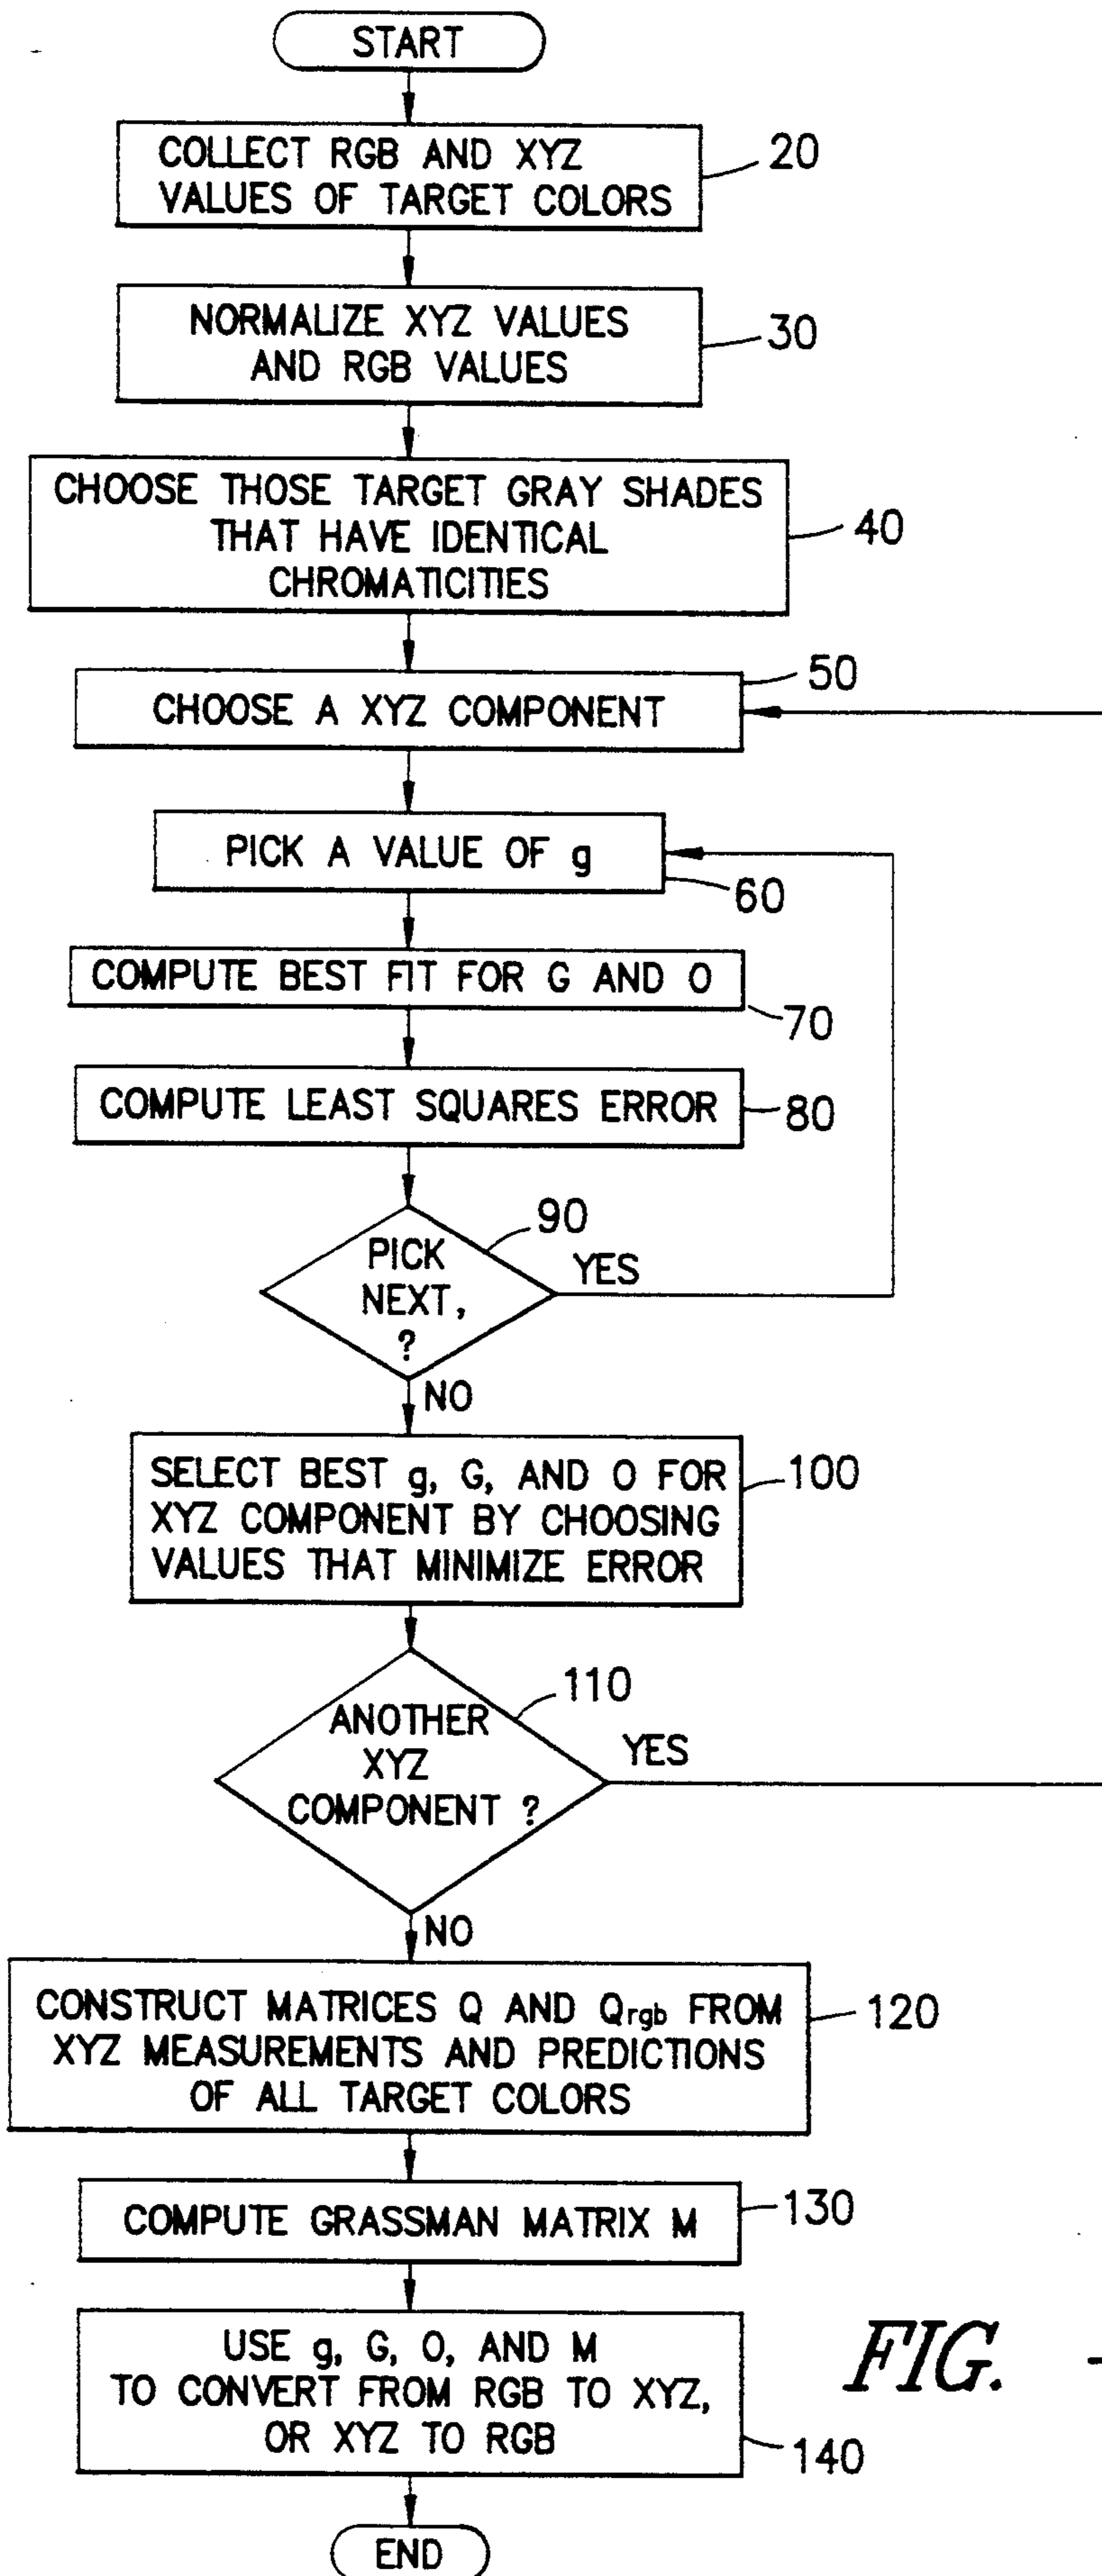 START
COLLECT RGB AND XYZ
VALUES OF TARGET COLORS
20
NORMALIZE XYZ VALUES
AND RGB VALUES
30
CHOOSE THOSE TARGET GRAY SHADES
THAT HAVE IDENTICAL
CHROMATICITIES
40
CHOOSE A XYZ COMPONENT
50
PICK A VALUE OF g
60
COMPUTE BEST FIT FOR G AND O
70
COMPUTE LEAST SQUARES ERROR
80
PICK
NEXT,
?
90
YES
NO
SELECT BEST g, G, AND O FOR
XYZ COMPONENT BY CHOOSING
VALUES THAT MINIMIZE ERROR
100
ANOTHER
XYZ
COMPONENT ?
110
YES
NO
CONSTRUCT MATRICES Q AND Qrgb FROM
XYZ MEASUREMENTS AND PREDICTIONS
OF ALL TARGET COLORS
120
COMPUTE GRASSMAN MATRIX M
130
USE g, G, O, AND M
TO CONVERT FROM RGB TO XYZ,
OR XYZ TO RGB
140
END
FIG.